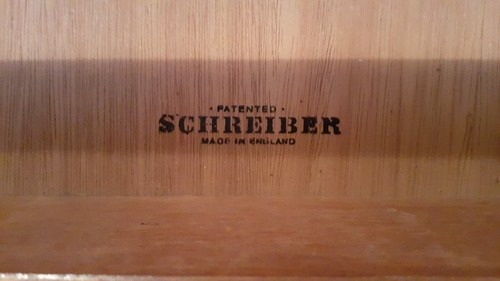 · PATENTED ·
SCHREIBER
MADE IN ENGLAND